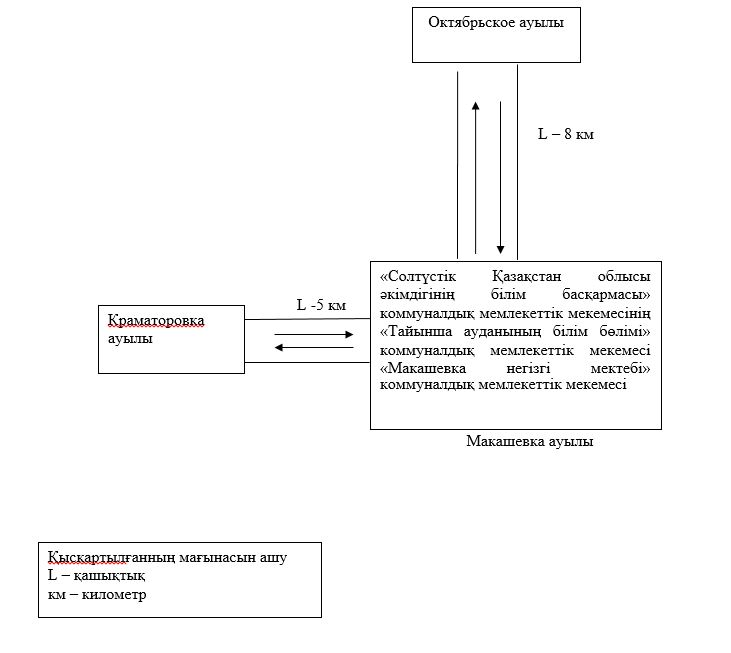 Октябрьское ауылы
L – 8 км
L -5 км
Краматоровка
ауылы
«Солтүстік Қазақстан облысы
әкімдігінің білім басқармасы»
коммуналдық мемлекеттік мекемесінің
«Тайынша ауданының білім бөлімі»
коммуналдық мемлекеттік мекемесі
«Макашевка негізгі мектебі»
коммуналдық мемлекеттік мекемесі
Макашевка ауылы
Қысқартылғанның мағынасын ашу
L – қашықтық
км – километр